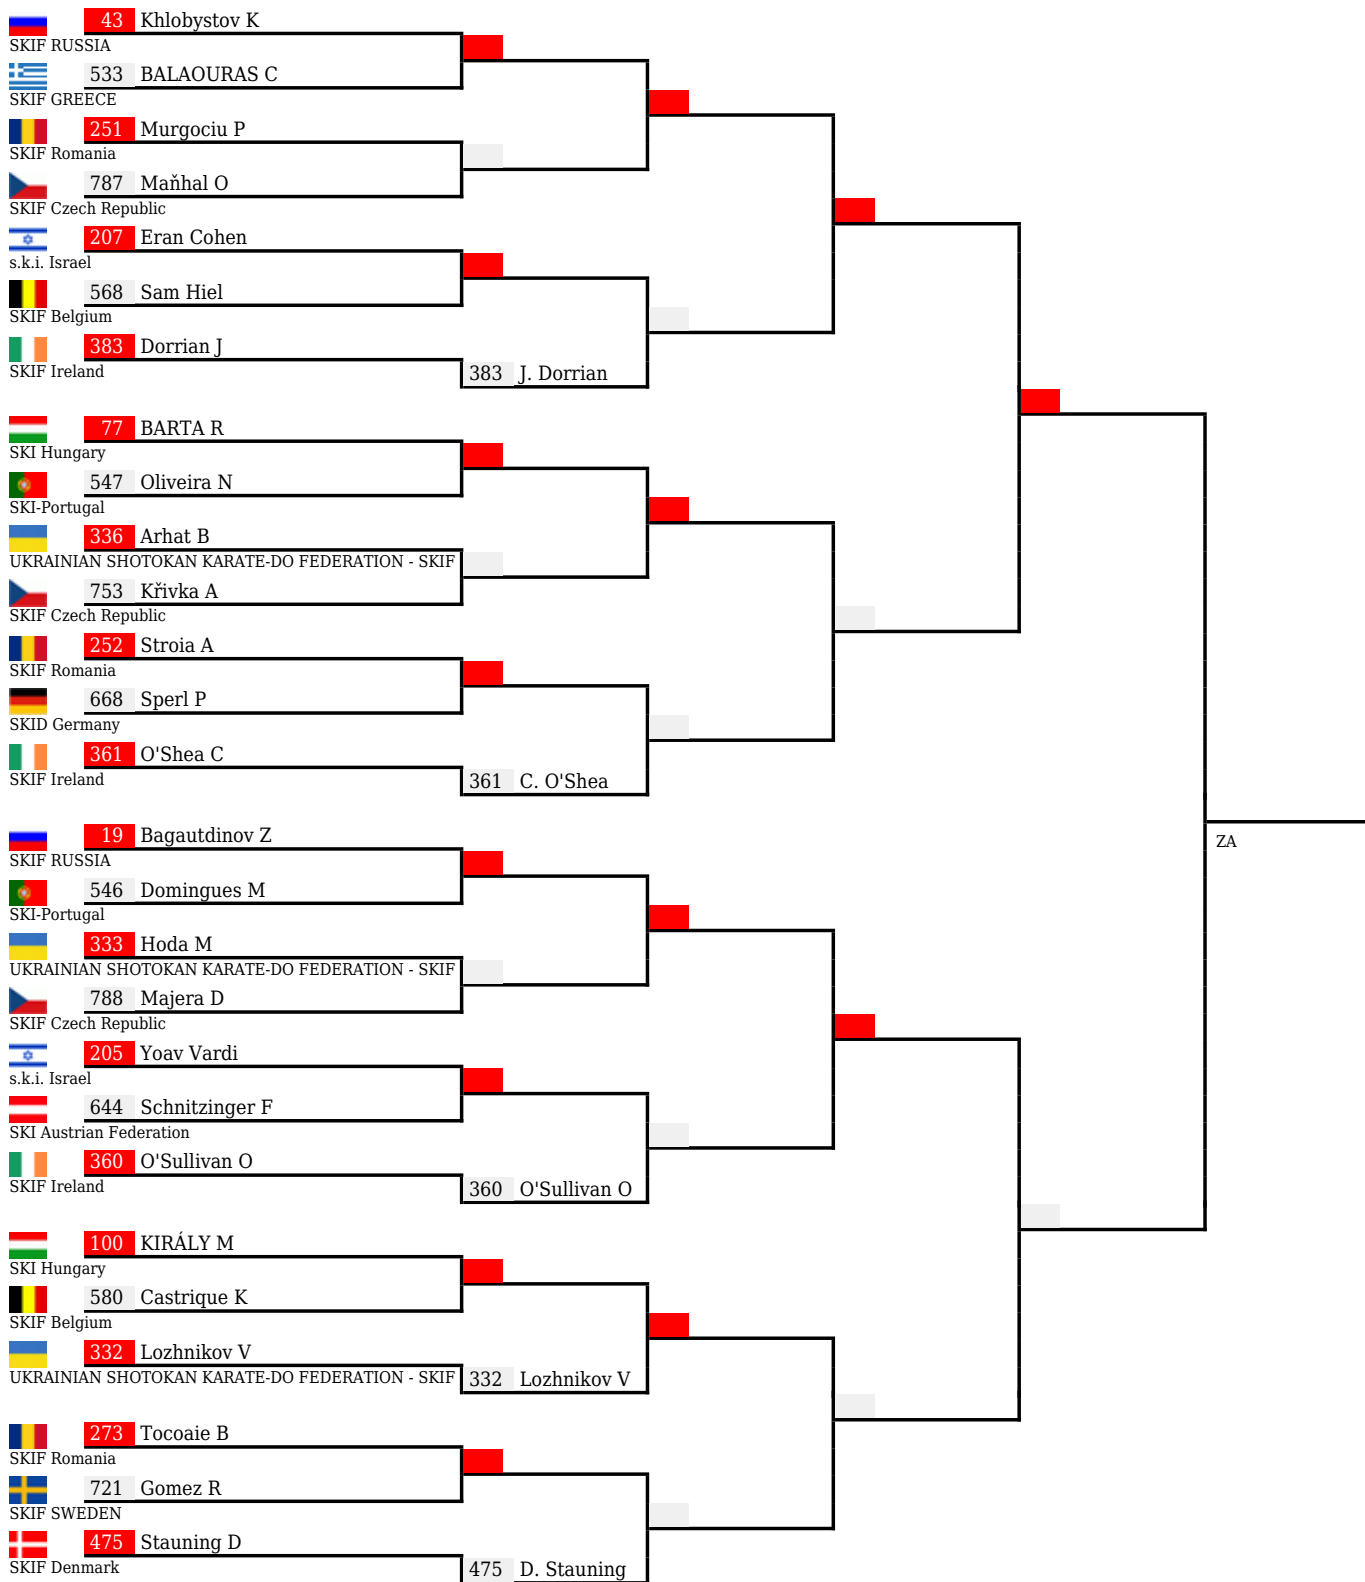 43 Khlobystov K
SKIF RUSSIA
533 BALAOURAS C
SKIF GREECE
251 Murgociu P
SKIF Romania
787 Maňhal O
SKIF Czech Republic
207 Eran Cohen
s.k.i. Israel
568 Sam Hiel
SKIF Belgium
383 Dorrian J
SKIF Ireland
383 J. Dorrian
77 BARTA R
SKI Hungary
547 Oliveira N
SKI-Portugal
336 Arhat B
UKRAINIAN SHOTOKAN KARATE-DO FEDERATION - SKIF
753 Křivka A
SKIF Czech Republic
252 Stroia A
SKIF Romania
668 Sperl P
SKID Germany
361 O'Shea C
SKIF Ireland
361 C. O'Shea
19 Bagautdinov Z
SKIF RUSSIA
ZA
546 Domingues M
SKI-Portugal
333 Hoda M
UKRAINIAN SHOTOKAN KARATE-DO FEDERATION - SKIF
788 Majera D
SKIF Czech Republic
205 Yoav Vardi
s.k.i. Israel
644 Schnitzinger F
SKI Austrian Federation
360 O'Sullivan O
SKIF Ireland
360 O'Sullivan O
100 KIRÁLY M
SKI Hungary
580 Castrique K
SKIF Belgium
332 Lozhnikov V
UKRAINIAN SHOTOKAN KARATE-DO FEDERATION - SKIF
332 Lozhnikov V
273 Tocoaie B
SKIF Romania
721 Gomez R
SKIF SWEDEN
475 Stauning D
SKIF Denmark
475 D. Stauning